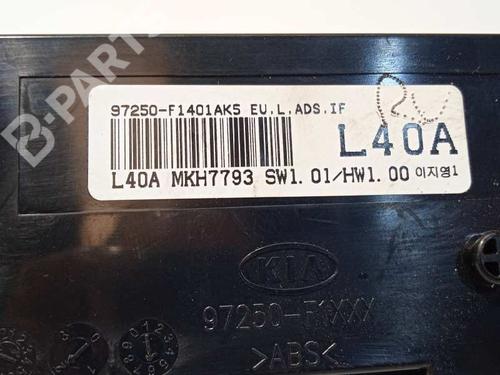 97250-F1401AK5 EU.L.ADS.IF
L40A
L40A MKH7793 SW1.01/HW1.00 이지영1
KIA
97250-F1XXX
>ABS<
B-Parts